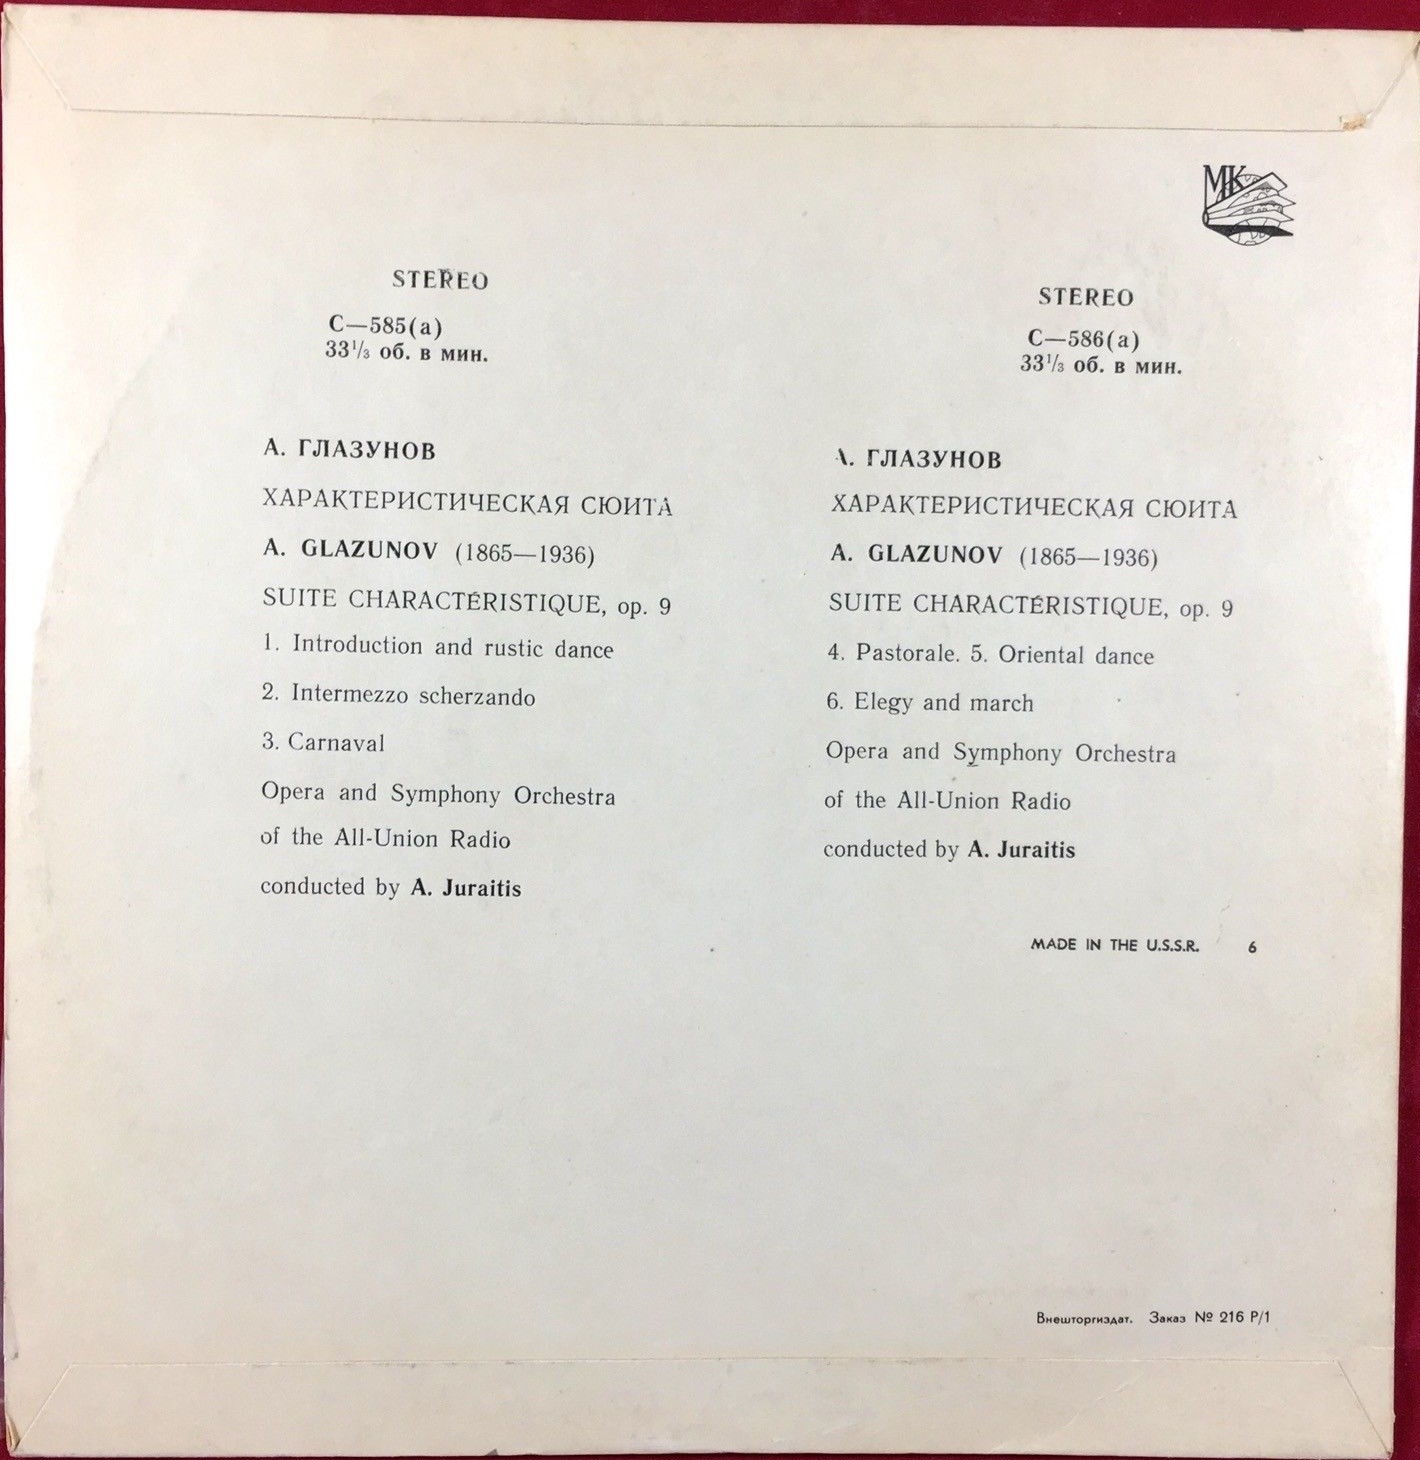 MK
STEREO
С—585(а)
33¹/₃ об. в мин.
А. ГЛАЗУНОВ
ХАРАКТЕРИСТИЧЕСКАЯ СЮИТА
A. GLAZUNOV (1865—1936)
SUITE CHARACTÉRISTIQUE, op. 9
1. Introduction and rustic dance
2. Intermezzo scherzando
3. Carnaval
Opera and Symphony Orchestra
of the All-Union Radio
conducted by A. Juraitis
STEREO
С—586(а)
33¹/₃ об. в мин.
А. ГЛАЗУНОВ
ХАРАКТЕРИСТИЧЕСКАЯ СЮИТА
A. GLAZUNOV (1865—1936)
SUITE CHARACTÉRISTIQUE, op. 9
4. Pastorale. 5. Oriental dance
6. Elegy and march
Opera and Symphony Orchestra
of the All-Union Radio
conducted by A. Juraitis
MADE IN THE U.S.S.R. 6
Внешторгиздат. Заказ № 216 Р/1